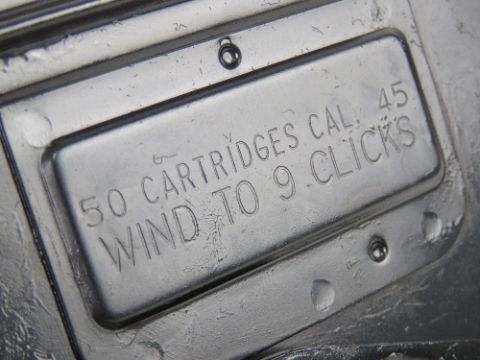 50 CARTRIDGES CAL. 45
WIND TO 9 CLICKS